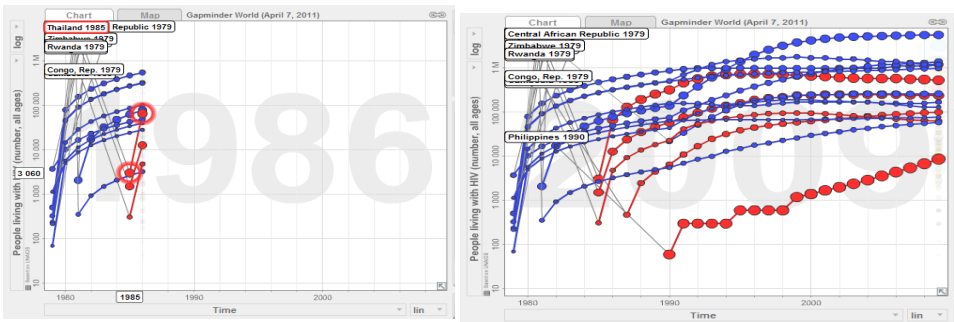 Chart Map Gapminder World (April 7, 2011)
Thailand 1985 Republic 1979
Zimbabwe 1979
Rwanda 1979
Congo, Rep. 1979
log
1 M
100 000
10 000
3 060
1 000
100
10
People living with HIV (number, all ages)
1986
1980 1985 1990 2000
Time lin
Chart Map Gapminder World (April 7, 2011)
Central African Republic 1979
Zimbabwe 1979
Rwanda 1979
Congo, Rep. 1979
Philippines 1990
log
1 M
100 000
10 000
1 000
100
10
People living with HIV (number, all ages)
2009
1980 1990 2000
Time lin